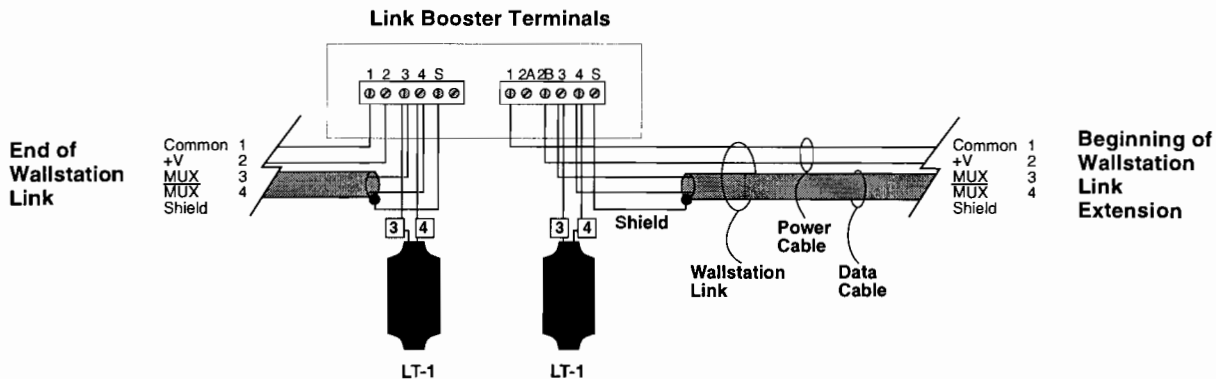 Link Booster Terminals
1 2 3 4 S
1 2A 2B 3 4 S
End of
Wallstation
Link
Common 1
+V 2
MUX 3
MUX 4
Shield
Common 1
+V 2
MUX 3
MUX 4
Shield
Beginning of
Wallstation
Link
Extension
3 4
3 4
Shield
Power
Cable
Wallstation
Link
Data
Cable
LT-1
LT-1